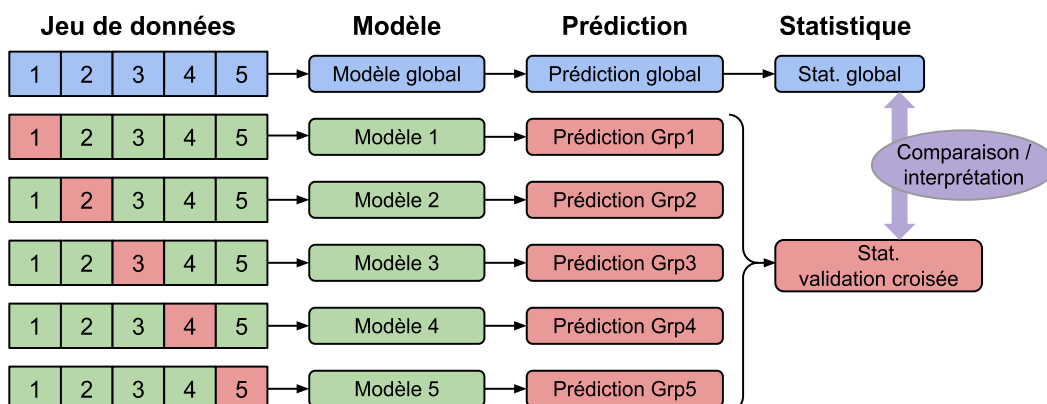 Jeu de données Modèle Prédiction Statistique
1 2 3 4 5 Modèle global Prédiction global Stat. global
1 2 3 4 5 Modèle 1 Prédiction Grp1
Comparaison /
interprétation
1 2 3 4 5 Modèle 2 Prédiction Grp2
1 2 3 4 5 Modèle 3 Prédiction Grp3
Stat.
validation croisée
1 2 3 4 5 Modèle 4 Prédiction Grp4
1 2 3 4 5 Modèle 5 Prédiction Grp5